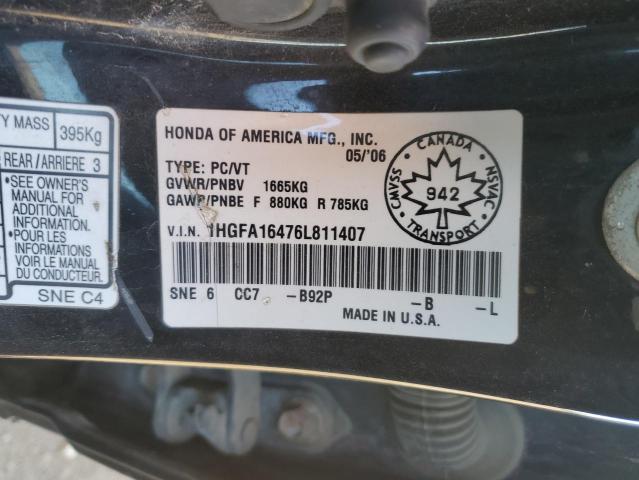 TY MASS 395Kg
REAR/ARRIERE 3
•SEE OWNER'S
MANUAL FOR
ADDITIONAL
INFORMATION
•POUR LES
INFORMATIONS
VOIR LE MANUEL
DU CONDUCTEUR.
SNE C4
HONDA OF AMERICA MFG., INC.
05/'06
TYPE: PC/VT
GVWR/PNBV 1665KG
GAWR/PNBE F 880KG R 785KG
V.I.N. 1HGFA16476L811407
SNE 6 CC7 -B92P -B -L
MADE IN U.S.A.
CANADA
CMVSS 942 NSVAC
TRANSPORT